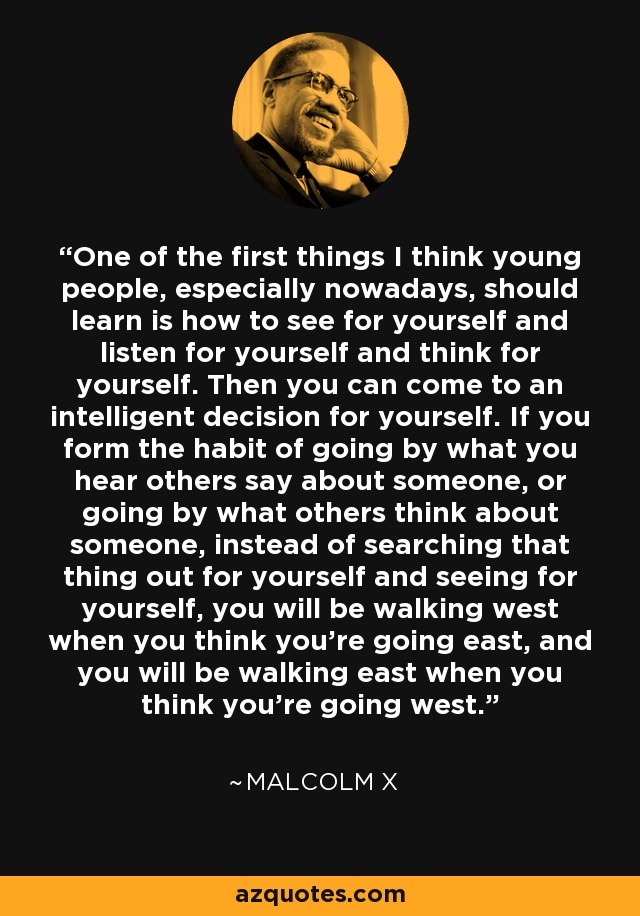 “One of the first things I think young
people, especially nowadays, should
learn is how to see for yourself and
listen for yourself and think for
yourself. Then you can come to an
intelligent decision for yourself. If you
form the habit of going by what you
hear others say about someone, or
going by what others think about
someone, instead of searching that
thing out for yourself and seeing for
yourself, you will be walking west
when you think you’re going east, and
you will be walking east when you
think you’re going west.”
~MALCOLM X
azquotes.com